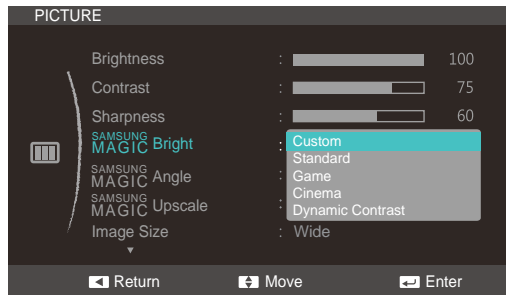 PICTURE
Brightness : 100
Contrast : 75
Sharpness : 60
SAMSUNG MAGIC Bright : Custom
Standard
SAMSUNG MAGIC Angle : Game
Cinema
SAMSUNG MAGIC Upscale : Dynamic Contrast
Image Size : Wide
Return Move Enter